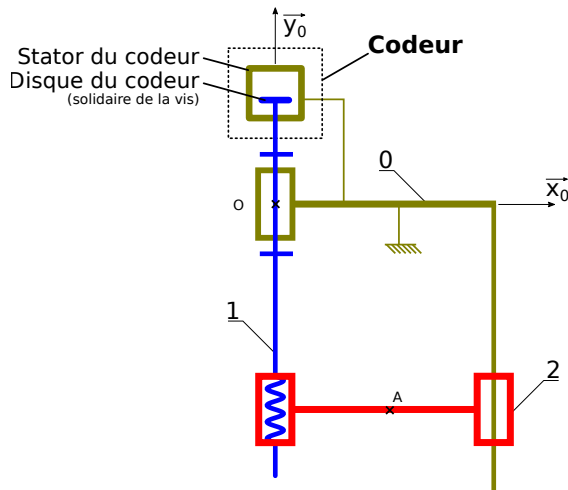 y₀
Stator du codeur
Codeur
Disque du codeur
(solidaire de la vis)
0
O
x₀
1
A
2